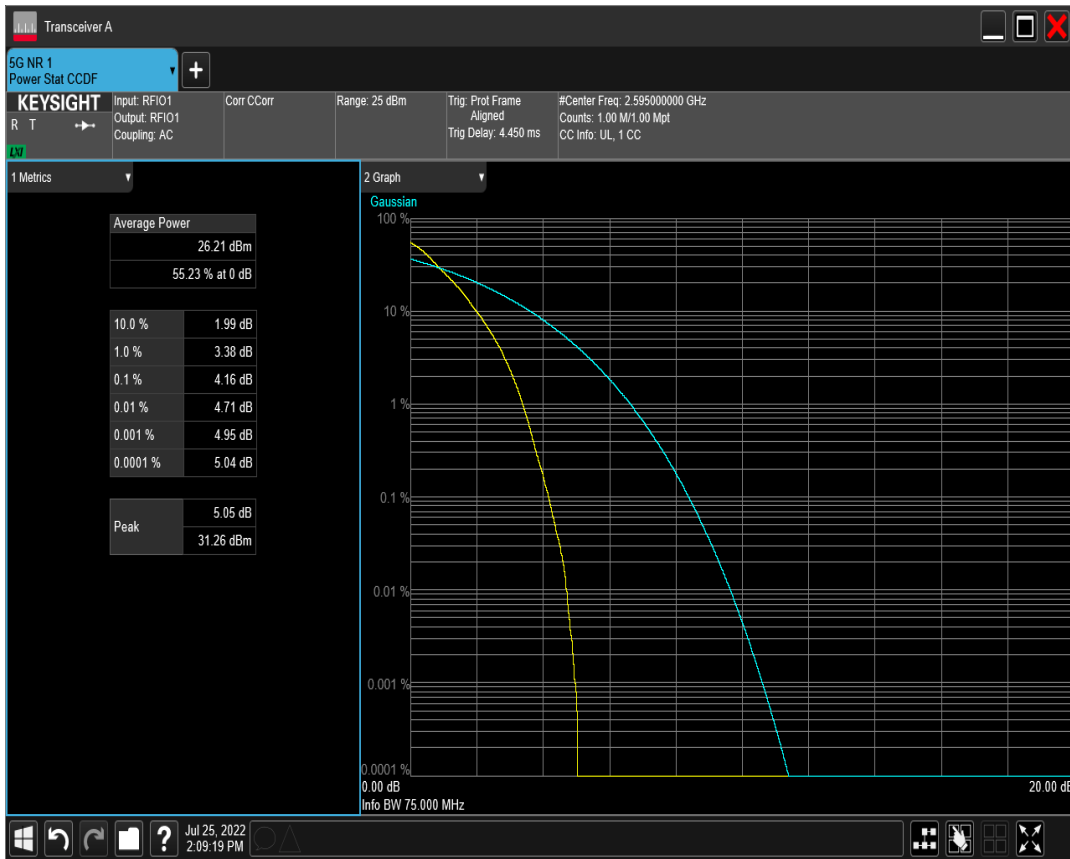 Transceiver A
5G NR 1
Power Stat CCDF
+
KEYSIGHT
R T
LXI
Input: RFIO1
Output: RFIO1
Coupling: AC
Corr CCorr
Range: 25 dBm
Trig: Prot Frame
Aligned
Trig Delay: 4.450 ms
#Center Freq: 2.595000000 GHz
Counts: 1.00 M/1.00 Mpt
CC Info: UL, 1 CC
1 Metrics
Average Power
26.21 dBm
55.23 % at 0 dB
10.0 % 1.99 dB
1.0 % 3.38 dB
0.1 % 4.16 dB
0.01 % 4.71 dB
0.001 % 4.95 dB
0.0001 % 5.04 dB
Peak 5.05 dB
31.26 dBm
2 Graph
Gaussian
100 %
10 %
1 %
0.1 %
0.01 %
0.001 %
0.0001 %
0.00 dB 20.00 dB
Info BW 75.000 MHz
?
Jul 25, 2022
2:09:19 PM